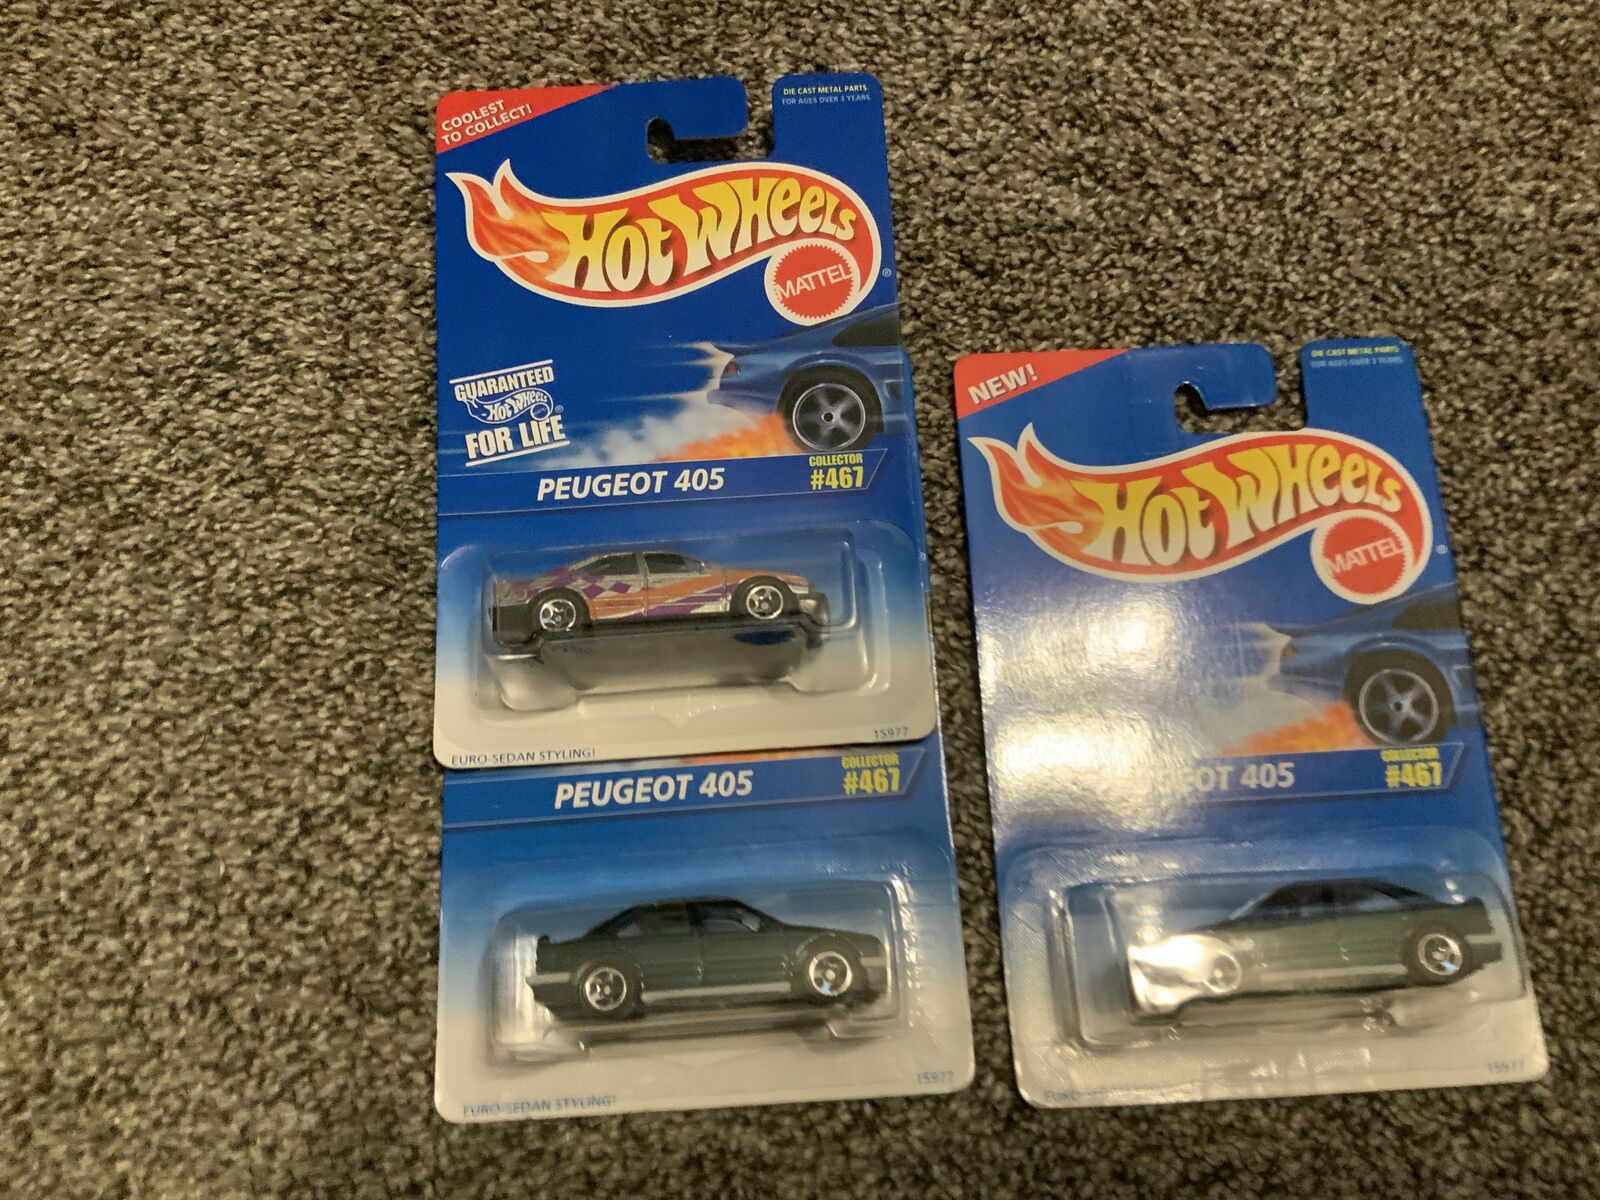 COOLEST
TO COLLECT!
DIE CAST METAL PARTS
FOR AGES OVER 3 YEARS
HOT WHEELS
MATTEL
®
GUARANTEED
HOT WHEELS
®
FOR LIFE
PEUGEOT 405
COLLECTOR
#467
15977
EURO-SEDAN STYLING!
PEUGEOT 405
COLLECTOR
#467
15977
EURO-SEDAN STYLING!
NEW!
DIE CAST METAL PARTS
FOR AGES OVER 3 YEARS
HOT WHEELS
MATTEL
®
OT 405
COLLECTOR
#467
15977
EURO